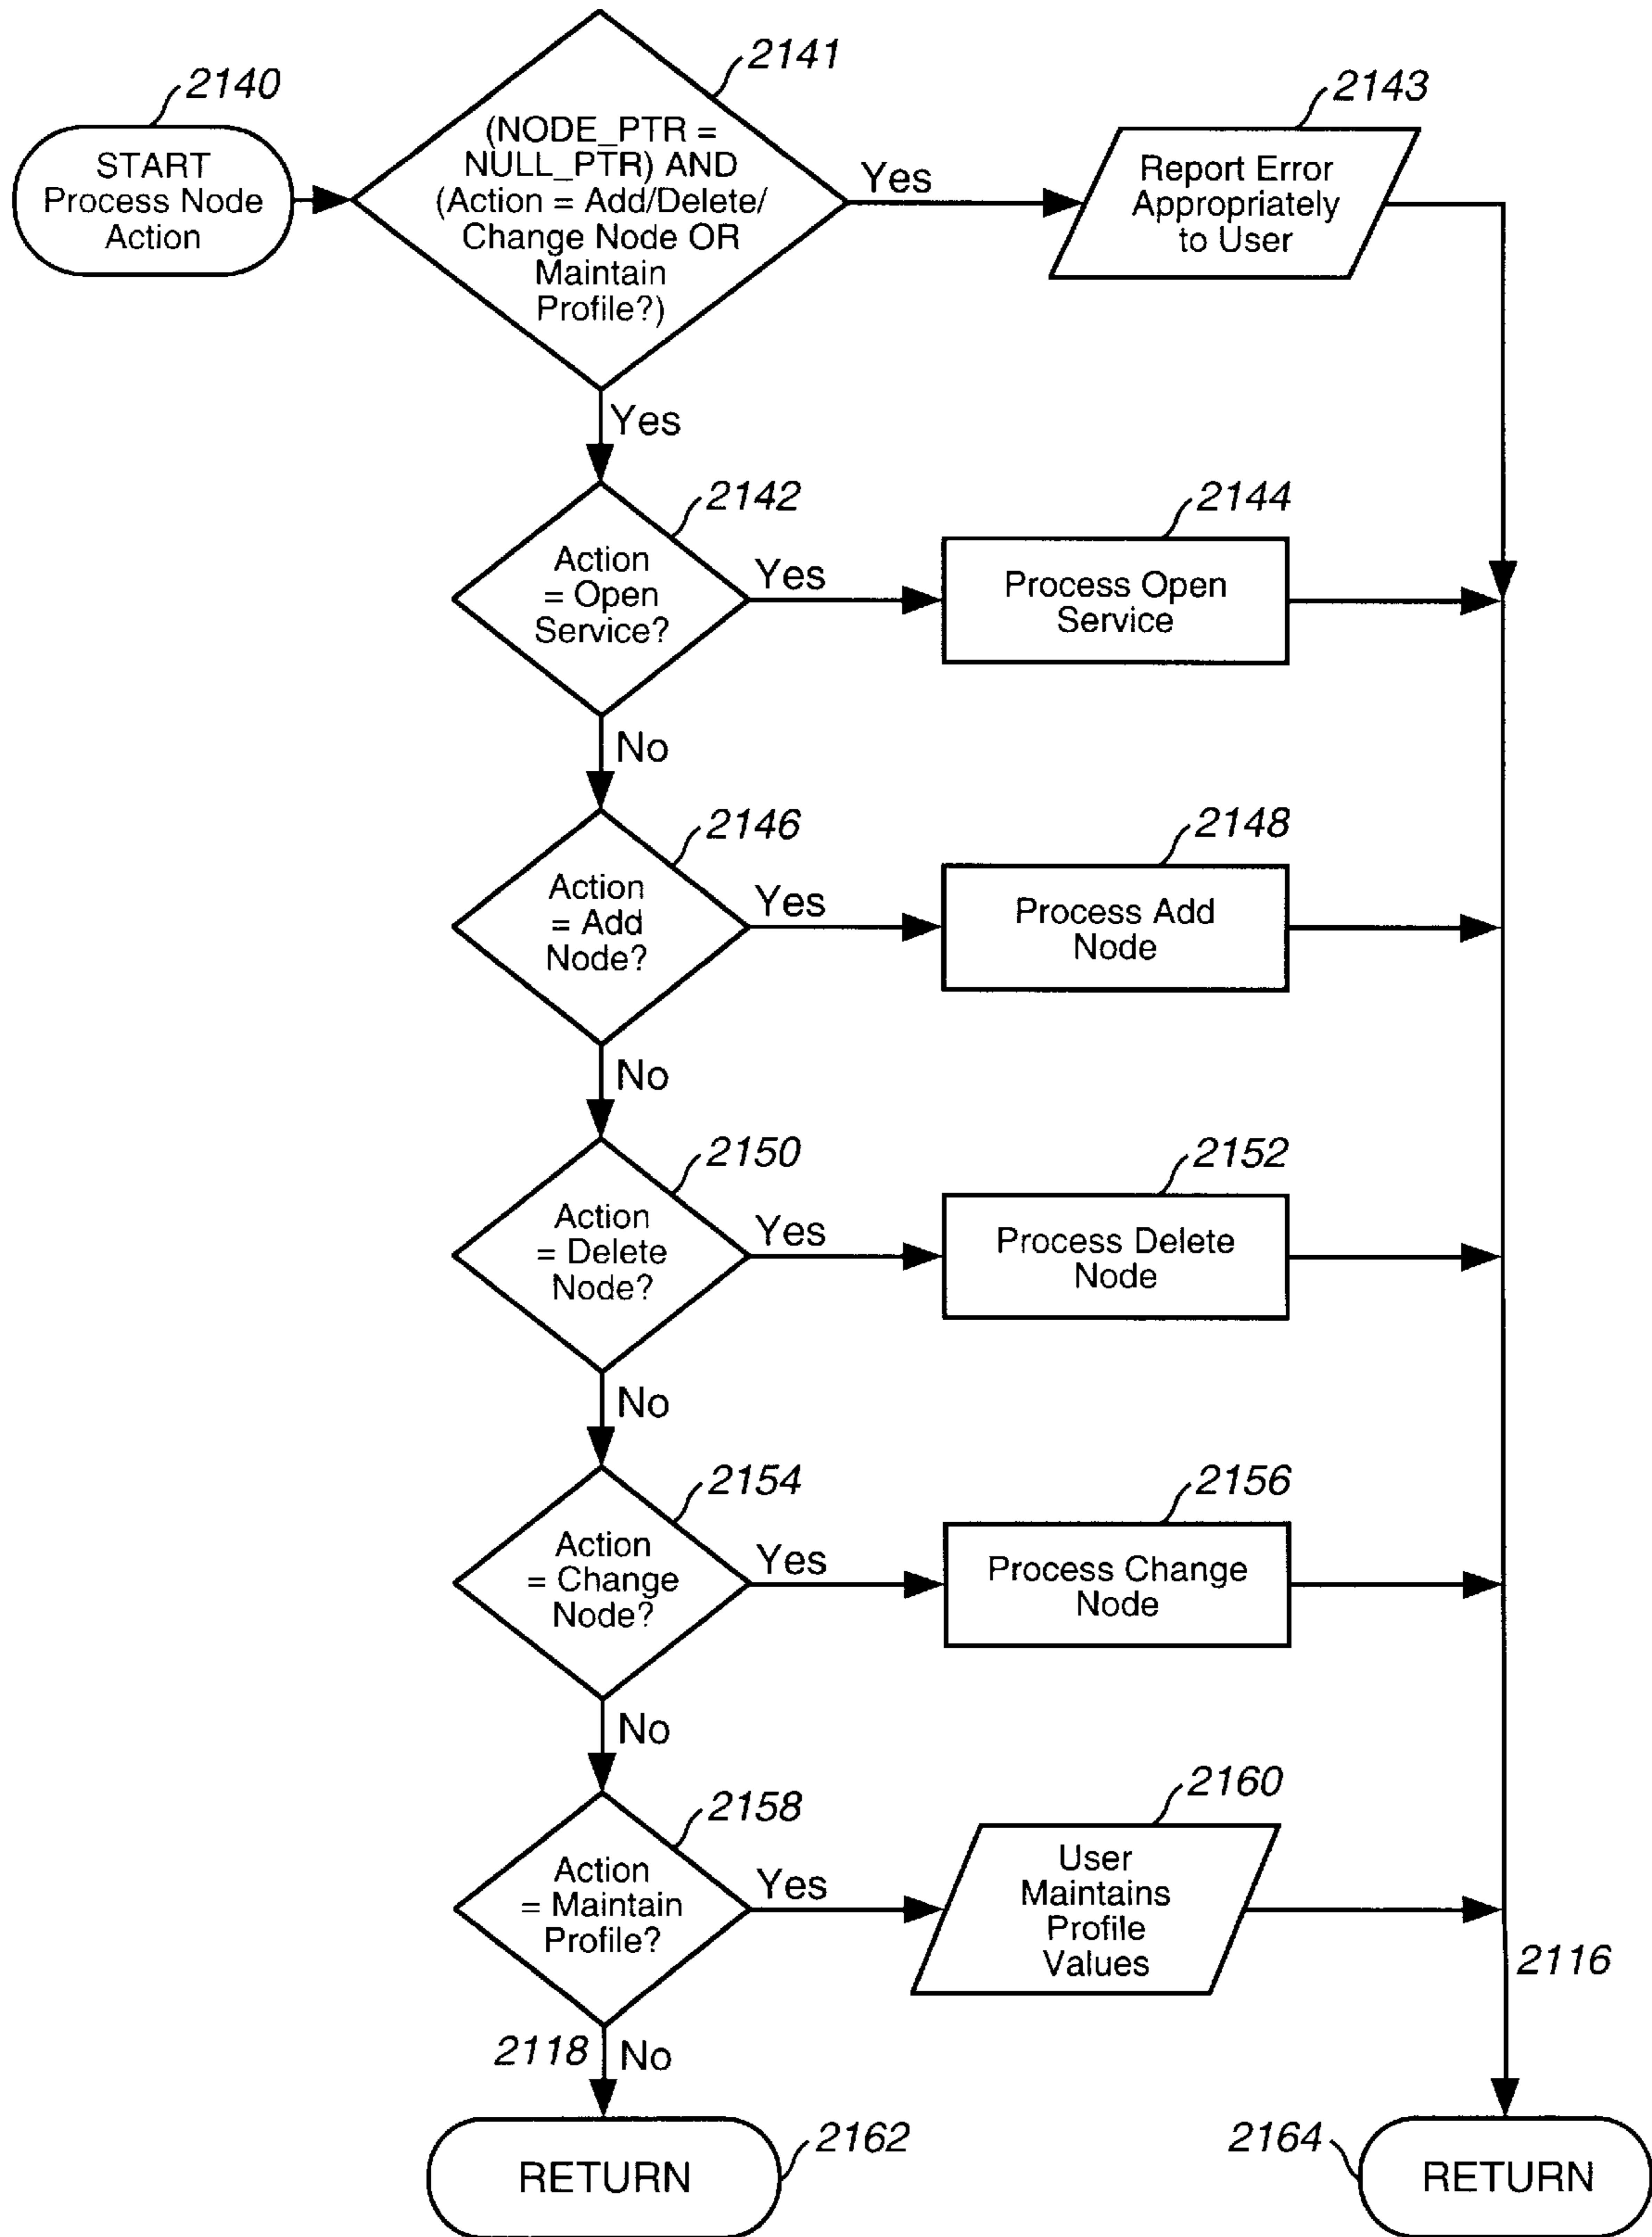 2140
START
Process Node
Action
2141
(NODE_PTR =
NULL_PTR) AND
(Action = Add/Delete/
Change Node OR
Maintain
Profile?)
Yes
2143
Report Error
Appropriately
to User
Yes
2142
Action
= Open
Service?
Yes
2144
Process Open
Service
No
2146
Action
= Add
Node?
Yes
2148
Process Add
Node
No
2150
Action
= Delete
Node?
Yes
2152
Process Delete
Node
No
2154
Action
= Change
Node?
Yes
2156
Process Change
Node
No
2158
Action
= Maintain
Profile?
Yes
2160
User
Maintains
Profile
Values
2116
2118
No
RETURN
2162
2164
RETURN